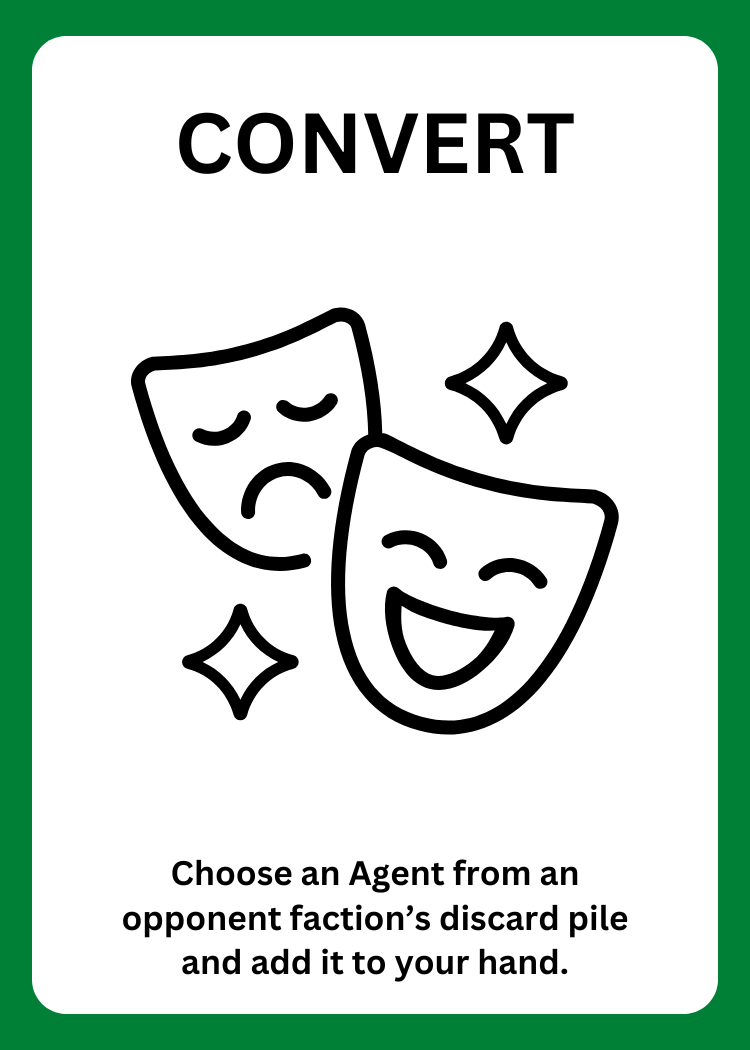 CONVERT
Choose an Agent from an
opponent faction’s discard pile
and add it to your hand.